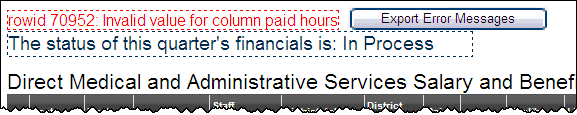 rowid 70952: Invalid value for column paid hours
Export Error Messages
The status of this quarter's financials is: In Process
Direct Medical and Administrative Services Salary and Benef
Staff
District